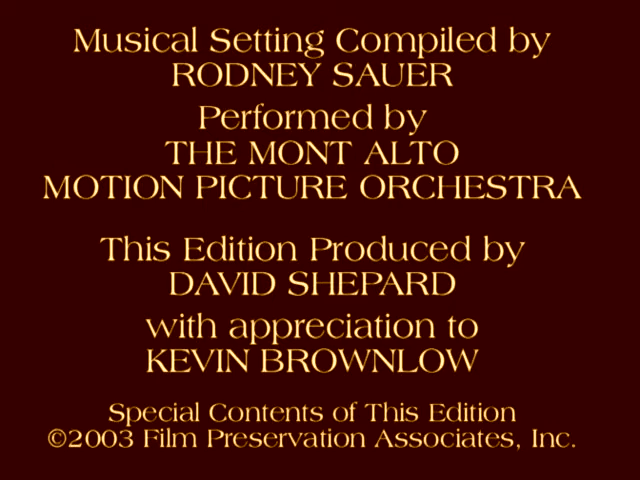 Musical Setting Compiled by
RODNEY SAUER
Performed by
THE MONT ALTO
MOTION PICTURE ORCHESTRA
This Edition Produced by
DAVID SHEPARD
with appreciation to
KEVIN BROWNLOW
Special Contents of This Edition
©2003 Film Preservation Associates, Inc.